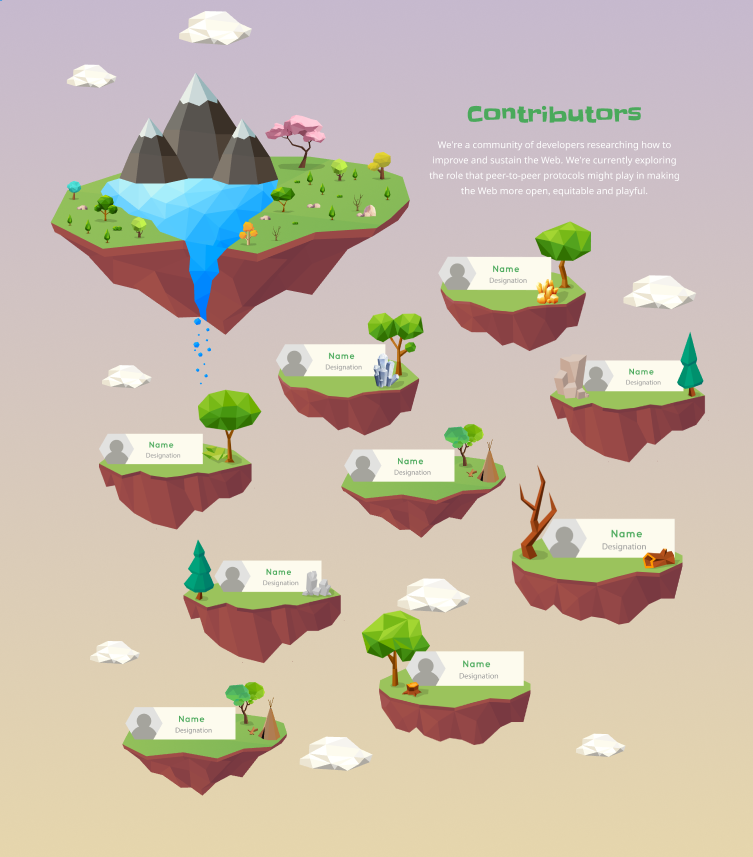 Contributors
We're a community of developers researching how to
improve and sustain the Web. We're currently exploring
the role that peer-to-peer protocols might play in making
the Web more open, equitable and playful.
Name
Designation
Name
Designation
Name
Designation
Name
Designation
Name
Designation
Name
Designation
Name
Designation
Name
Designation
Name
Designation